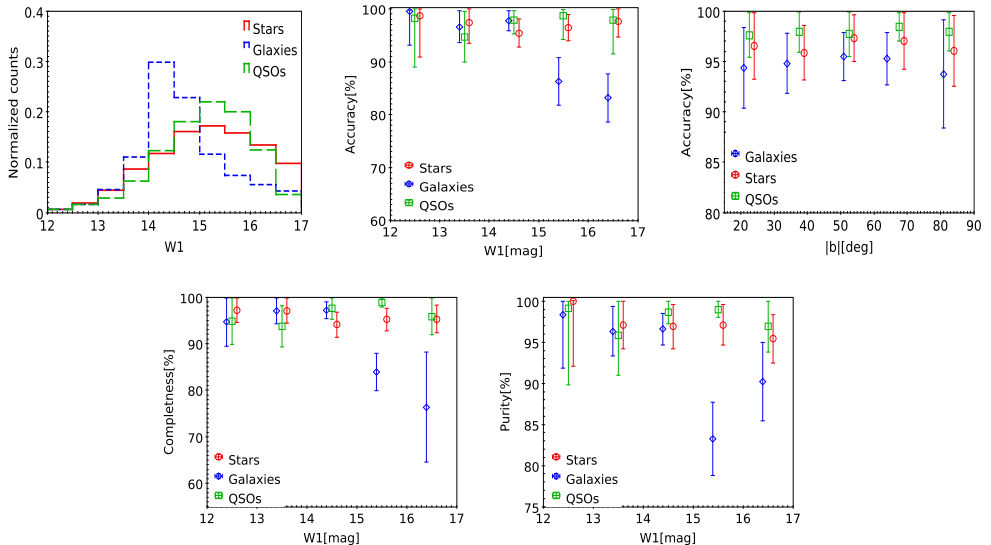 Normalized counts
0.4
0.3
0.2
0.1
0
12 13 14 15 16 17
W1
Stars
Glaxies
QSOs
Accuracy[%]
100
90
80
70
60
12 13 14 15 16 17
W1[mag]
Stars
Galaxies
QSOs
Accuracy[%]
100
95
90
85
80
20 30 40 50 60 70 80 90
|b|[deg]
Galaxies
Stars
QSOs
Completness[%]
100
90
80
70
60
12 13 14 15 16 17
W1[mag]
Stars
Galaxies
QSOs
Purity[%]
100
95
90
85
80
75
12 13 14 15 16 17
W1[mag]
Stars
Galaxies
QSOs